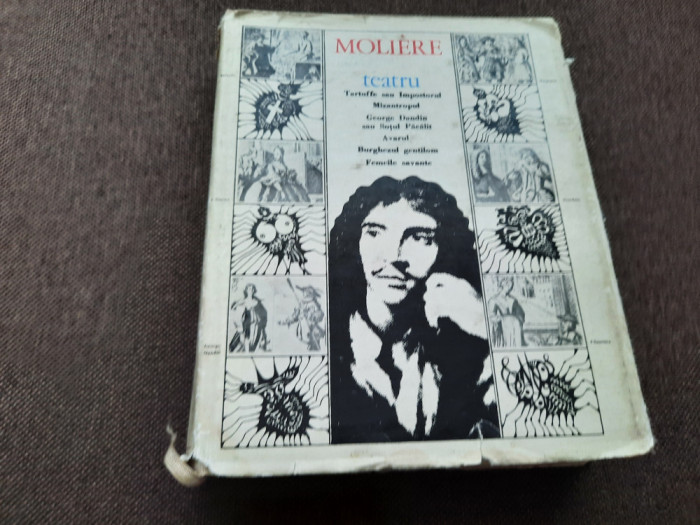 MOLIÈRE
teatru
Tartuffe sau Impostorul
Mizantropul
George Dandin
sau Soțul Păcălit
Avarul
Burghezul gentilom
Femeile savante